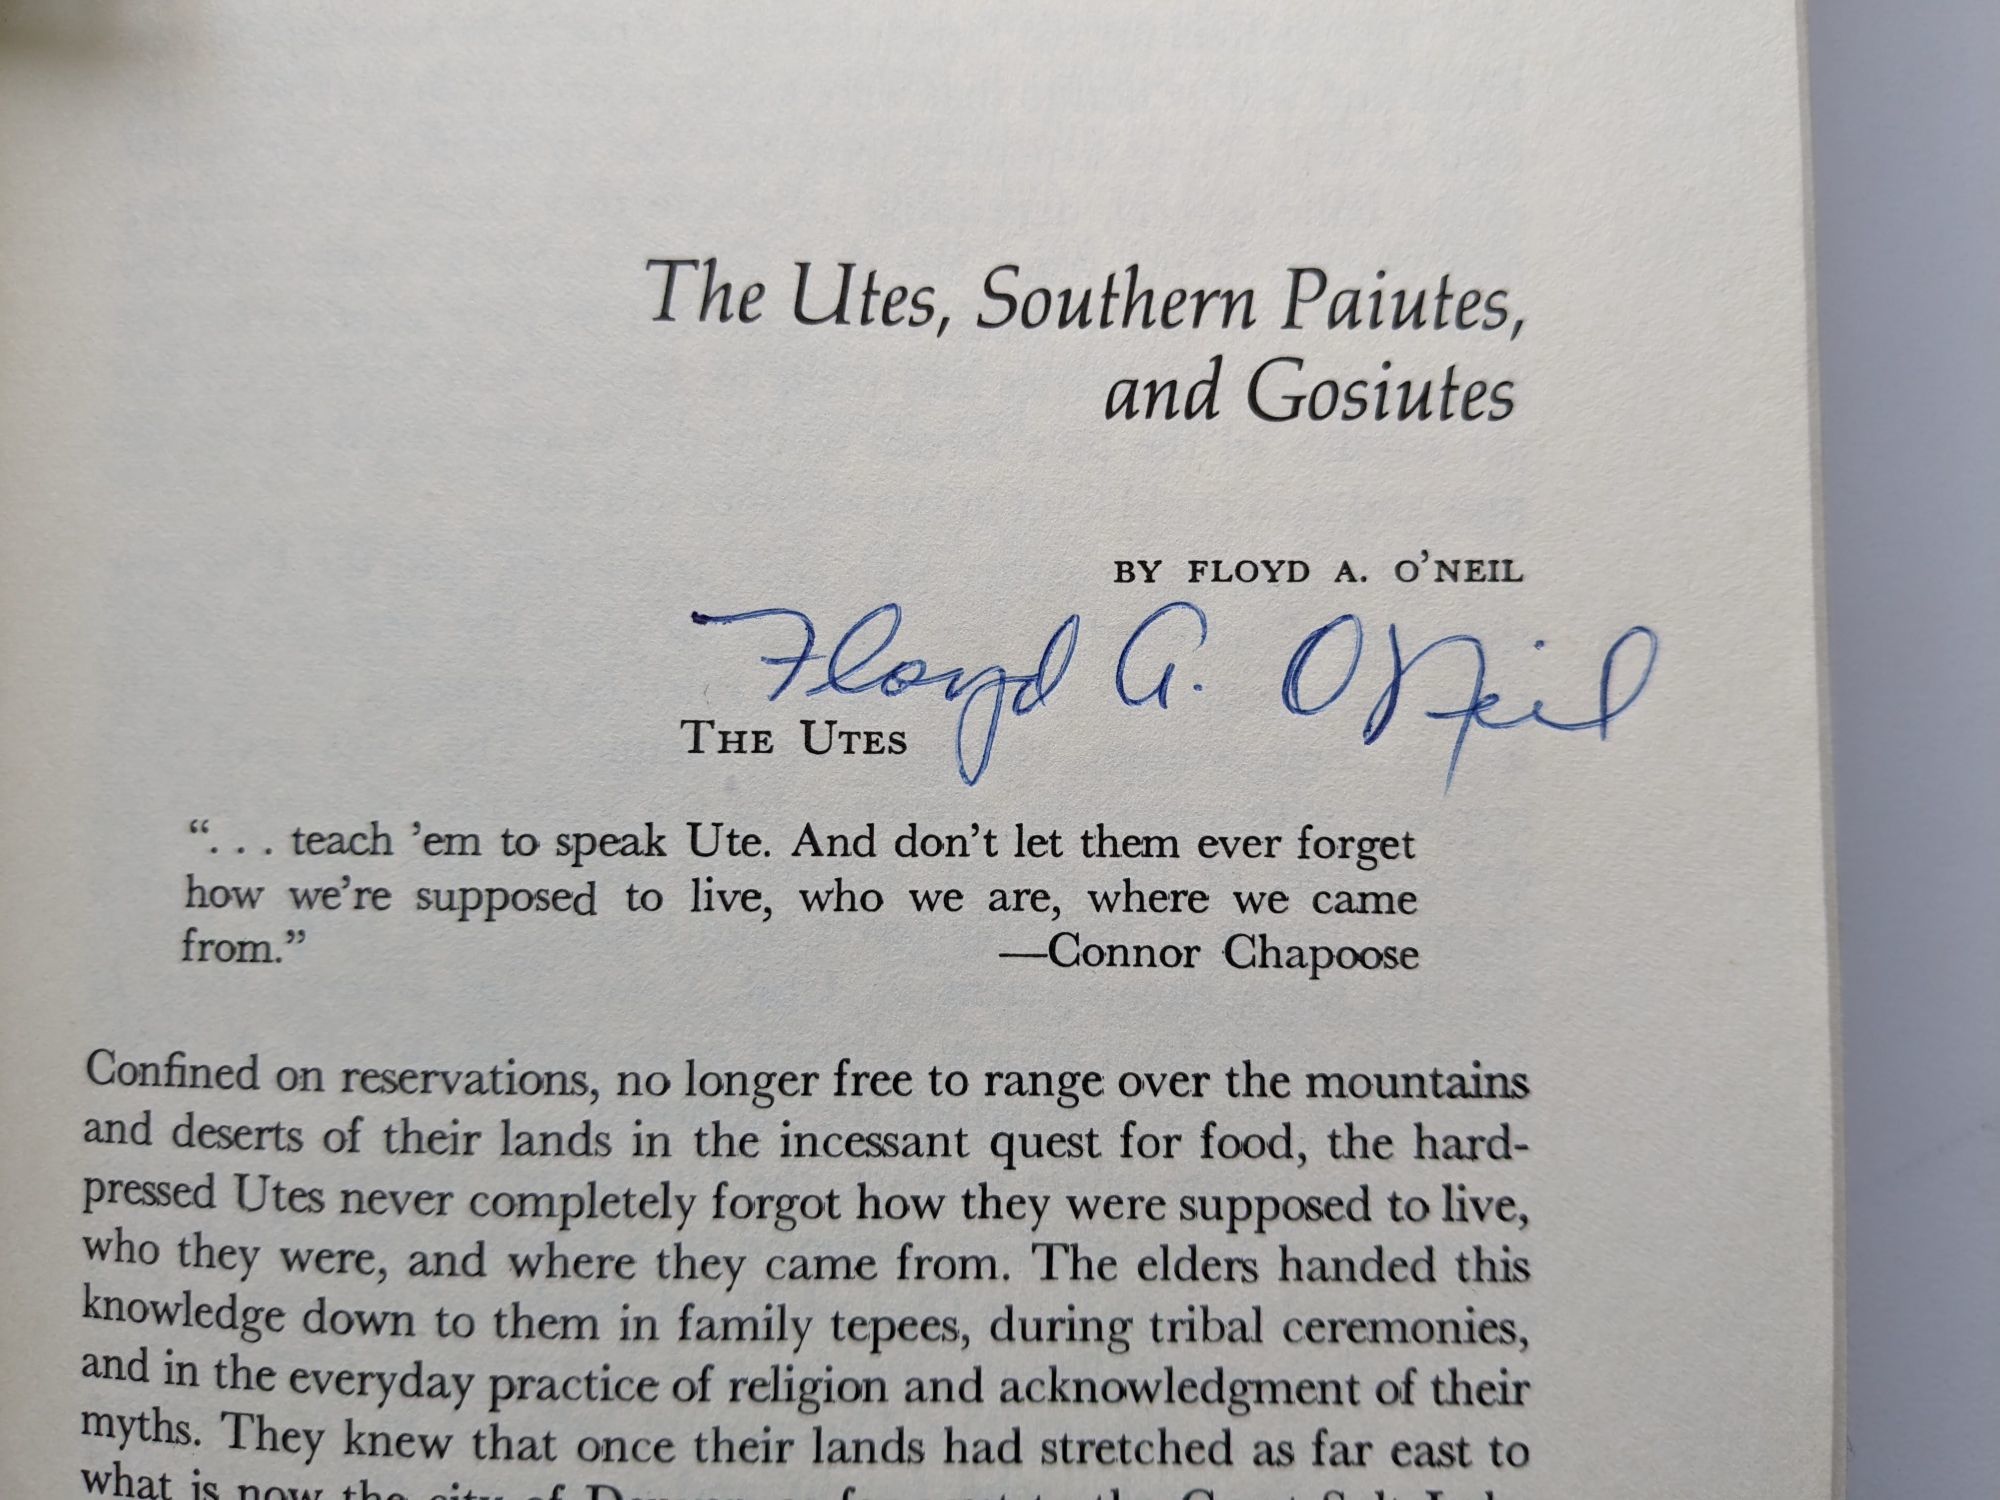 The Utes, Southern Paiutes,
and Gosiutes
BY FLOYD A. O’NEIL
Floyd A. O'Neil
THE UTES
“. . . teach ’em to speak Ute. And don’t let them ever forget
how we’re supposed to live, who we are, where we came
from.” —Connor Chapoose
Confined on reservations, no longer free to range over the mountains
and deserts of their lands in the incessant quest for food, the hard-
pressed Utes never completely forgot how they were supposed to live,
who they were, and where they came from. The elders handed this
knowledge down to them in family tepees, during tribal ceremonies,
and in the everyday practice of religion and acknowledgment of their
myths. They knew that once their lands had stretched as far east to
what is now the city of